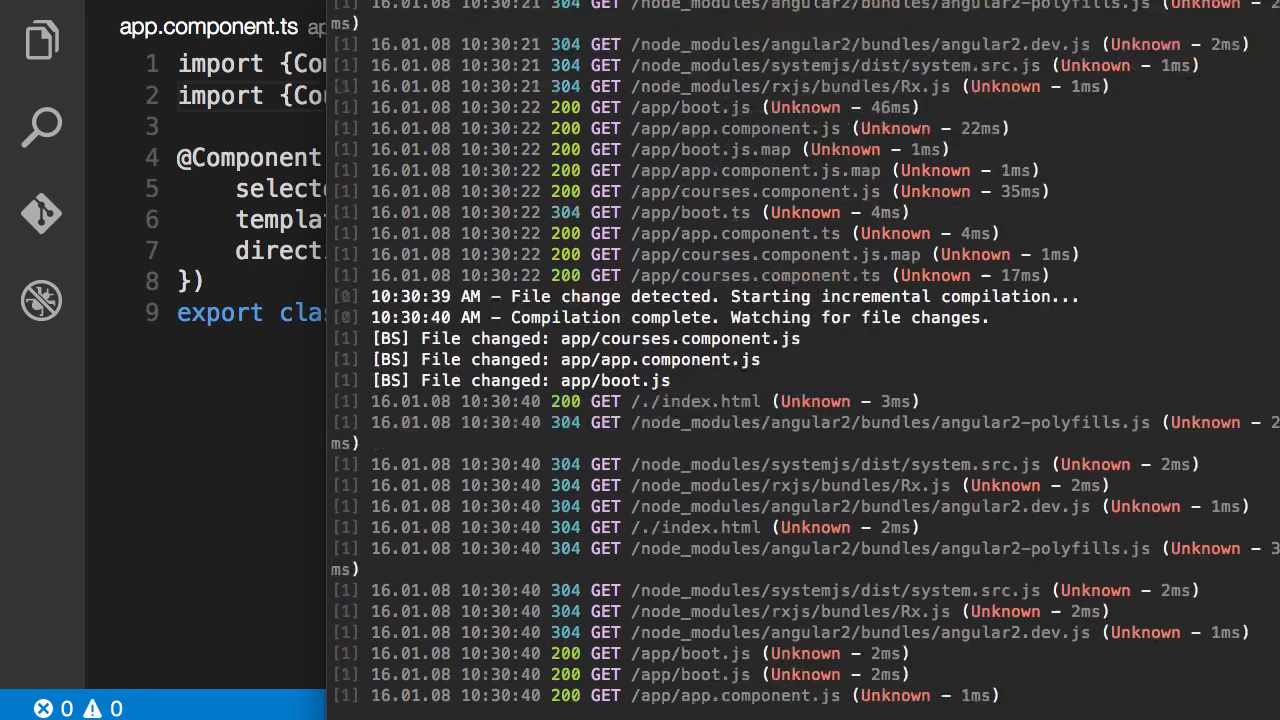 app.component.ts ap
1 import {Co
2 import {Co
3
4 @Component
5 select
6 templa
7 direct
8 })
9 export cla
0 0
[1] 16.01.08 10:30:21 304 GET /node_modules/angular2/bundles/angular2-polyfills.js (Unknown – 2
ms)
[1] 16.01.08 10:30:21 304 GET /node_modules/angular2/bundles/angular2.dev.js (Unknown – 2ms)
[1] 16.01.08 10:30:21 304 GET /node_modules/systemjs/dist/system.src.js (Unknown – 1ms)
[1] 16.01.08 10:30:21 304 GET /node_modules/rxjs/bundles/Rx.js (Unknown – 1ms)
[1] 16.01.08 10:30:22 200 GET /app/boot.js (Unknown – 46ms)
[1] 16.01.08 10:30:22 200 GET /app/app.component.js (Unknown – 22ms)
[1] 16.01.08 10:30:22 200 GET /app/boot.js.map (Unknown – 1ms)
[1] 16.01.08 10:30:22 200 GET /app/app.component.js.map (Unknown – 1ms)
[1] 16.01.08 10:30:22 200 GET /app/courses.component.js (Unknown – 35ms)
[1] 16.01.08 10:30:22 304 GET /app/boot.ts (Unknown – 4ms)
[1] 16.01.08 10:30:22 200 GET /app/app.component.ts (Unknown – 4ms)
[1] 16.01.08 10:30:22 200 GET /app/courses.component.js.map (Unknown – 1ms)
[1] 16.01.08 10:30:22 200 GET /app/courses.component.ts (Unknown – 17ms)
[0] 10:30:39 AM – File change detected. Starting incremental compilation...
[0] 10:30:40 AM – Compilation complete. Watching for file changes.
[1] [BS] File changed: app/courses.component.js
[1] [BS] File changed: app/app.component.js
[1] [BS] File changed: app/boot.js
[1] 16.01.08 10:30:40 200 GET /./index.html (Unknown – 3ms)
[1] 16.01.08 10:30:40 304 GET /node_modules/angular2/bundles/angular2-polyfills.js (Unknown – 2
ms)
[1] 16.01.08 10:30:40 304 GET /node_modules/systemjs/dist/system.src.js (Unknown – 2ms)
[1] 16.01.08 10:30:40 304 GET /node_modules/rxjs/bundles/Rx.js (Unknown – 2ms)
[1] 16.01.08 10:30:40 304 GET /node_modules/angular2/bundles/angular2.dev.js (Unknown – 1ms)
[1] 16.01.08 10:30:40 304 GET /./index.html (Unknown – 2ms)
[1] 16.01.08 10:30:40 304 GET /node_modules/angular2/bundles/angular2-polyfills.js (Unknown – 3
ms)
[1] 16.01.08 10:30:40 304 GET /node_modules/systemjs/dist/system.src.js (Unknown – 2ms)
[1] 16.01.08 10:30:40 304 GET /node_modules/rxjs/bundles/Rx.js (Unknown – 2ms)
[1] 16.01.08 10:30:40 304 GET /node_modules/angular2/bundles/angular2.dev.js (Unknown – 1ms)
[1] 16.01.08 10:30:40 200 GET /app/boot.js (Unknown – 2ms)
[1] 16.01.08 10:30:40 200 GET /app/boot.js (Unknown – 2ms)
[1] 16.01.08 10:30:40 200 GET /app/app.component.js (Unknown – 1ms)